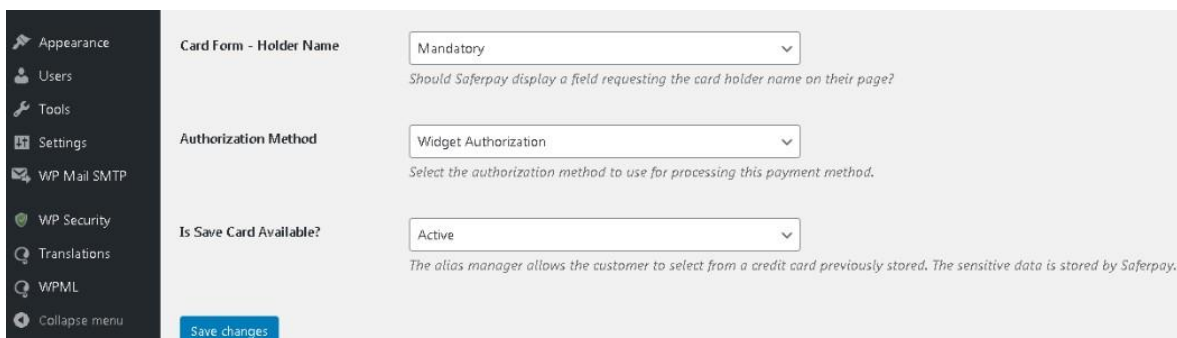 Appearance
Users
Tools
Settings
WP Mail SMTP
WP Security
Translations
WPML
Collapse menu
Card Form - Holder Name
Mandatory
Should Saferpay display a field requesting the card holder name on their page?
Authorization Method
Widget Authorization
Select the authorization method to use for processing this payment method.
Is Save Card Available?
Active
The alias manager allows the customer to select from a credit card previously stored. The sensitive data is stored by Saferpay.
Save changes